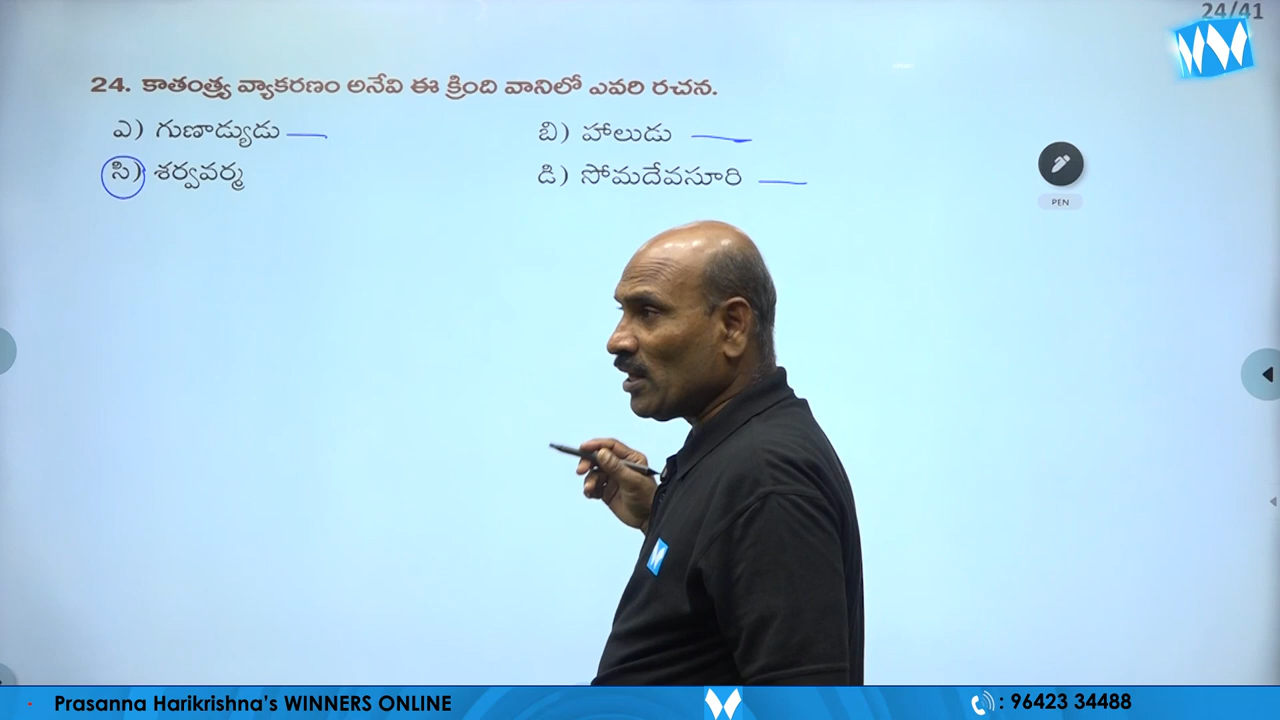 24/41
24. కాతంత్ర్య వ్యాకరణం అనేవి ఈ క్రింది వానిలో ఎవరి రచన.
ఎ) గుణాడ్యుడు బి) హాలుడు
సి) శర్వవర్మ డి) సోమదేవసూరి
PEN
- Prasanna Harikrishna's WINNERS ONLINE : 96423 34488